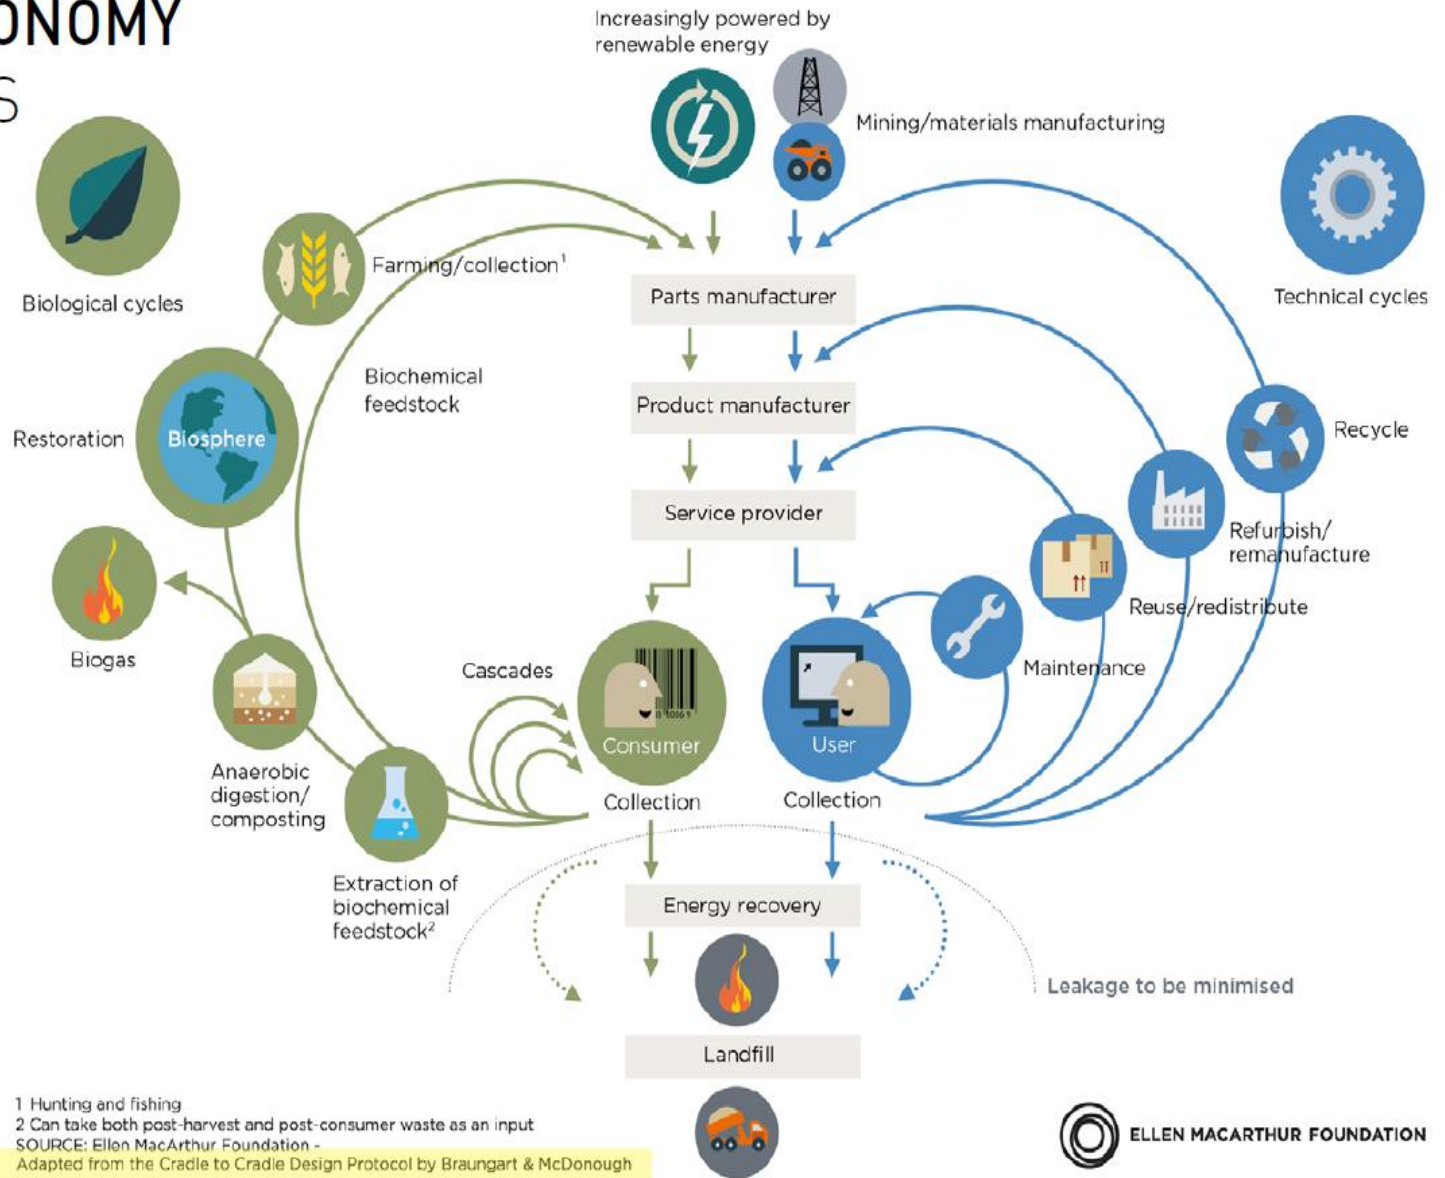 ONOMY
S
Increasingly powered by
renewable energy
Mining/materials manufacturing
Biological cycles
Technical cycles
Farming/collection¹
Parts manufacturer
Biochemical
feedstock
Product manufacturer
Restoration
Biosphere
Recycle
Service provider
Refurbish/
remanufacture
Reuse/redistribute
Biogas
Cascades
Maintenance
Consumer
User
Anaerobic
digestion/
composting
Collection
Collection
Extraction of
biochemical
feedstock²
Energy recovery
Leakage to be minimised
Landfill
1 Hunting and fishing
2 Can take both post-harvest and post-consumer waste as an input
SOURCE: Ellen MacArthur Foundation -
Adapted from the Cradle to Cradle Design Protocol by Braungart & McDonough
ELLEN MACARTHUR FOUNDATION